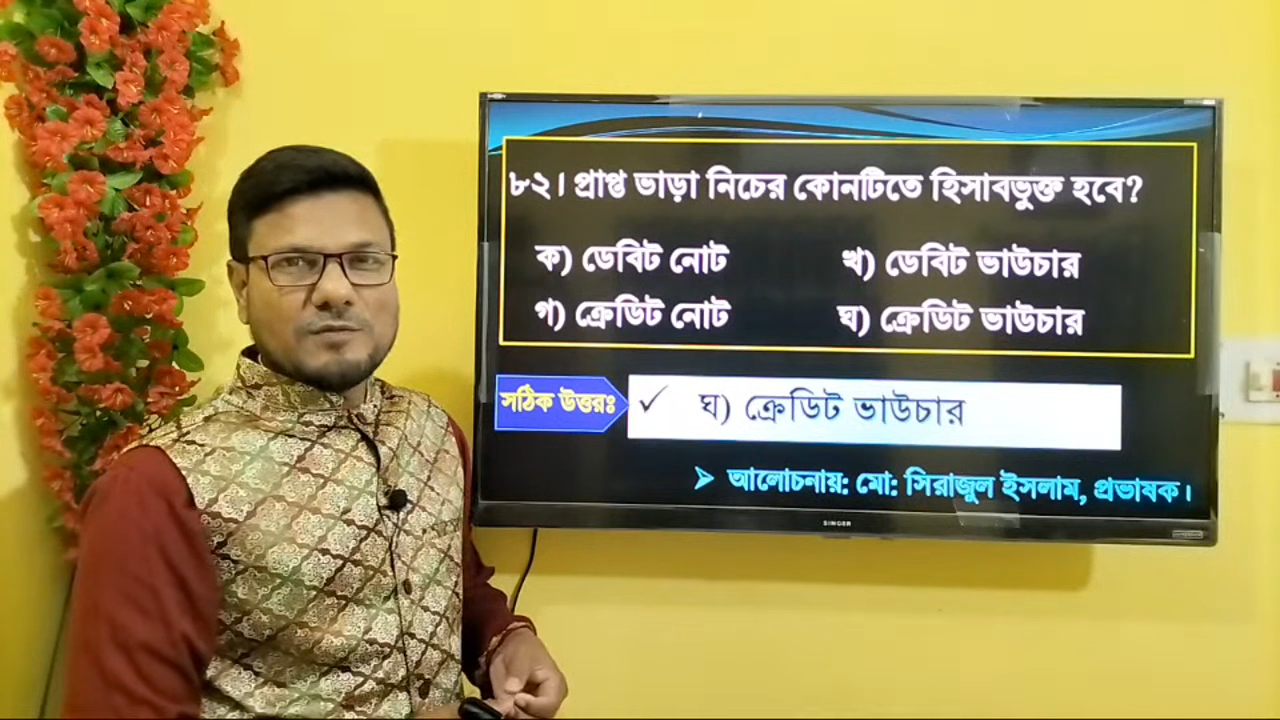 ৮২। প্রাপ্ত ভাড়া নিচের কোনটিতে হিসাবভুক্ত হবে?
ক) ডেবিট নোট খ) ডেবিট ভাউচার
গ) ক্রেডিট নোট ঘ) ক্রেডিট ভাউচার
সঠিক উত্তরঃ ✓ ঘ) ক্রেডিট ভাউচার
➢ আলোচনায়: মো: সিরাজুল ইসলাম, প্রভাষক।
SINGER